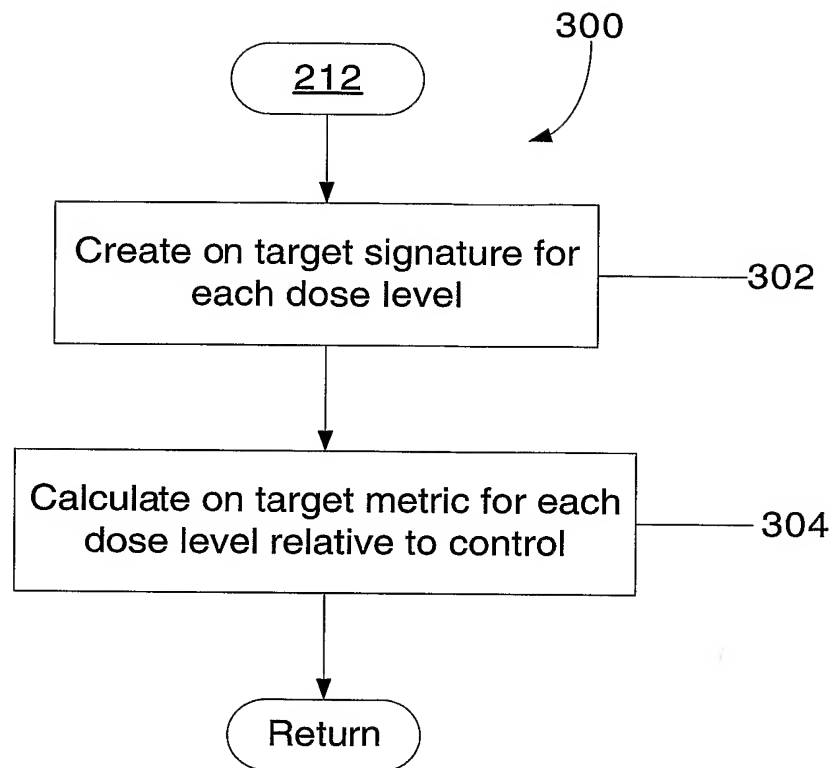 300
212
Create on target signature for
each dose level
302
Calculate on target metric for each
dose level relative to control
304
Return